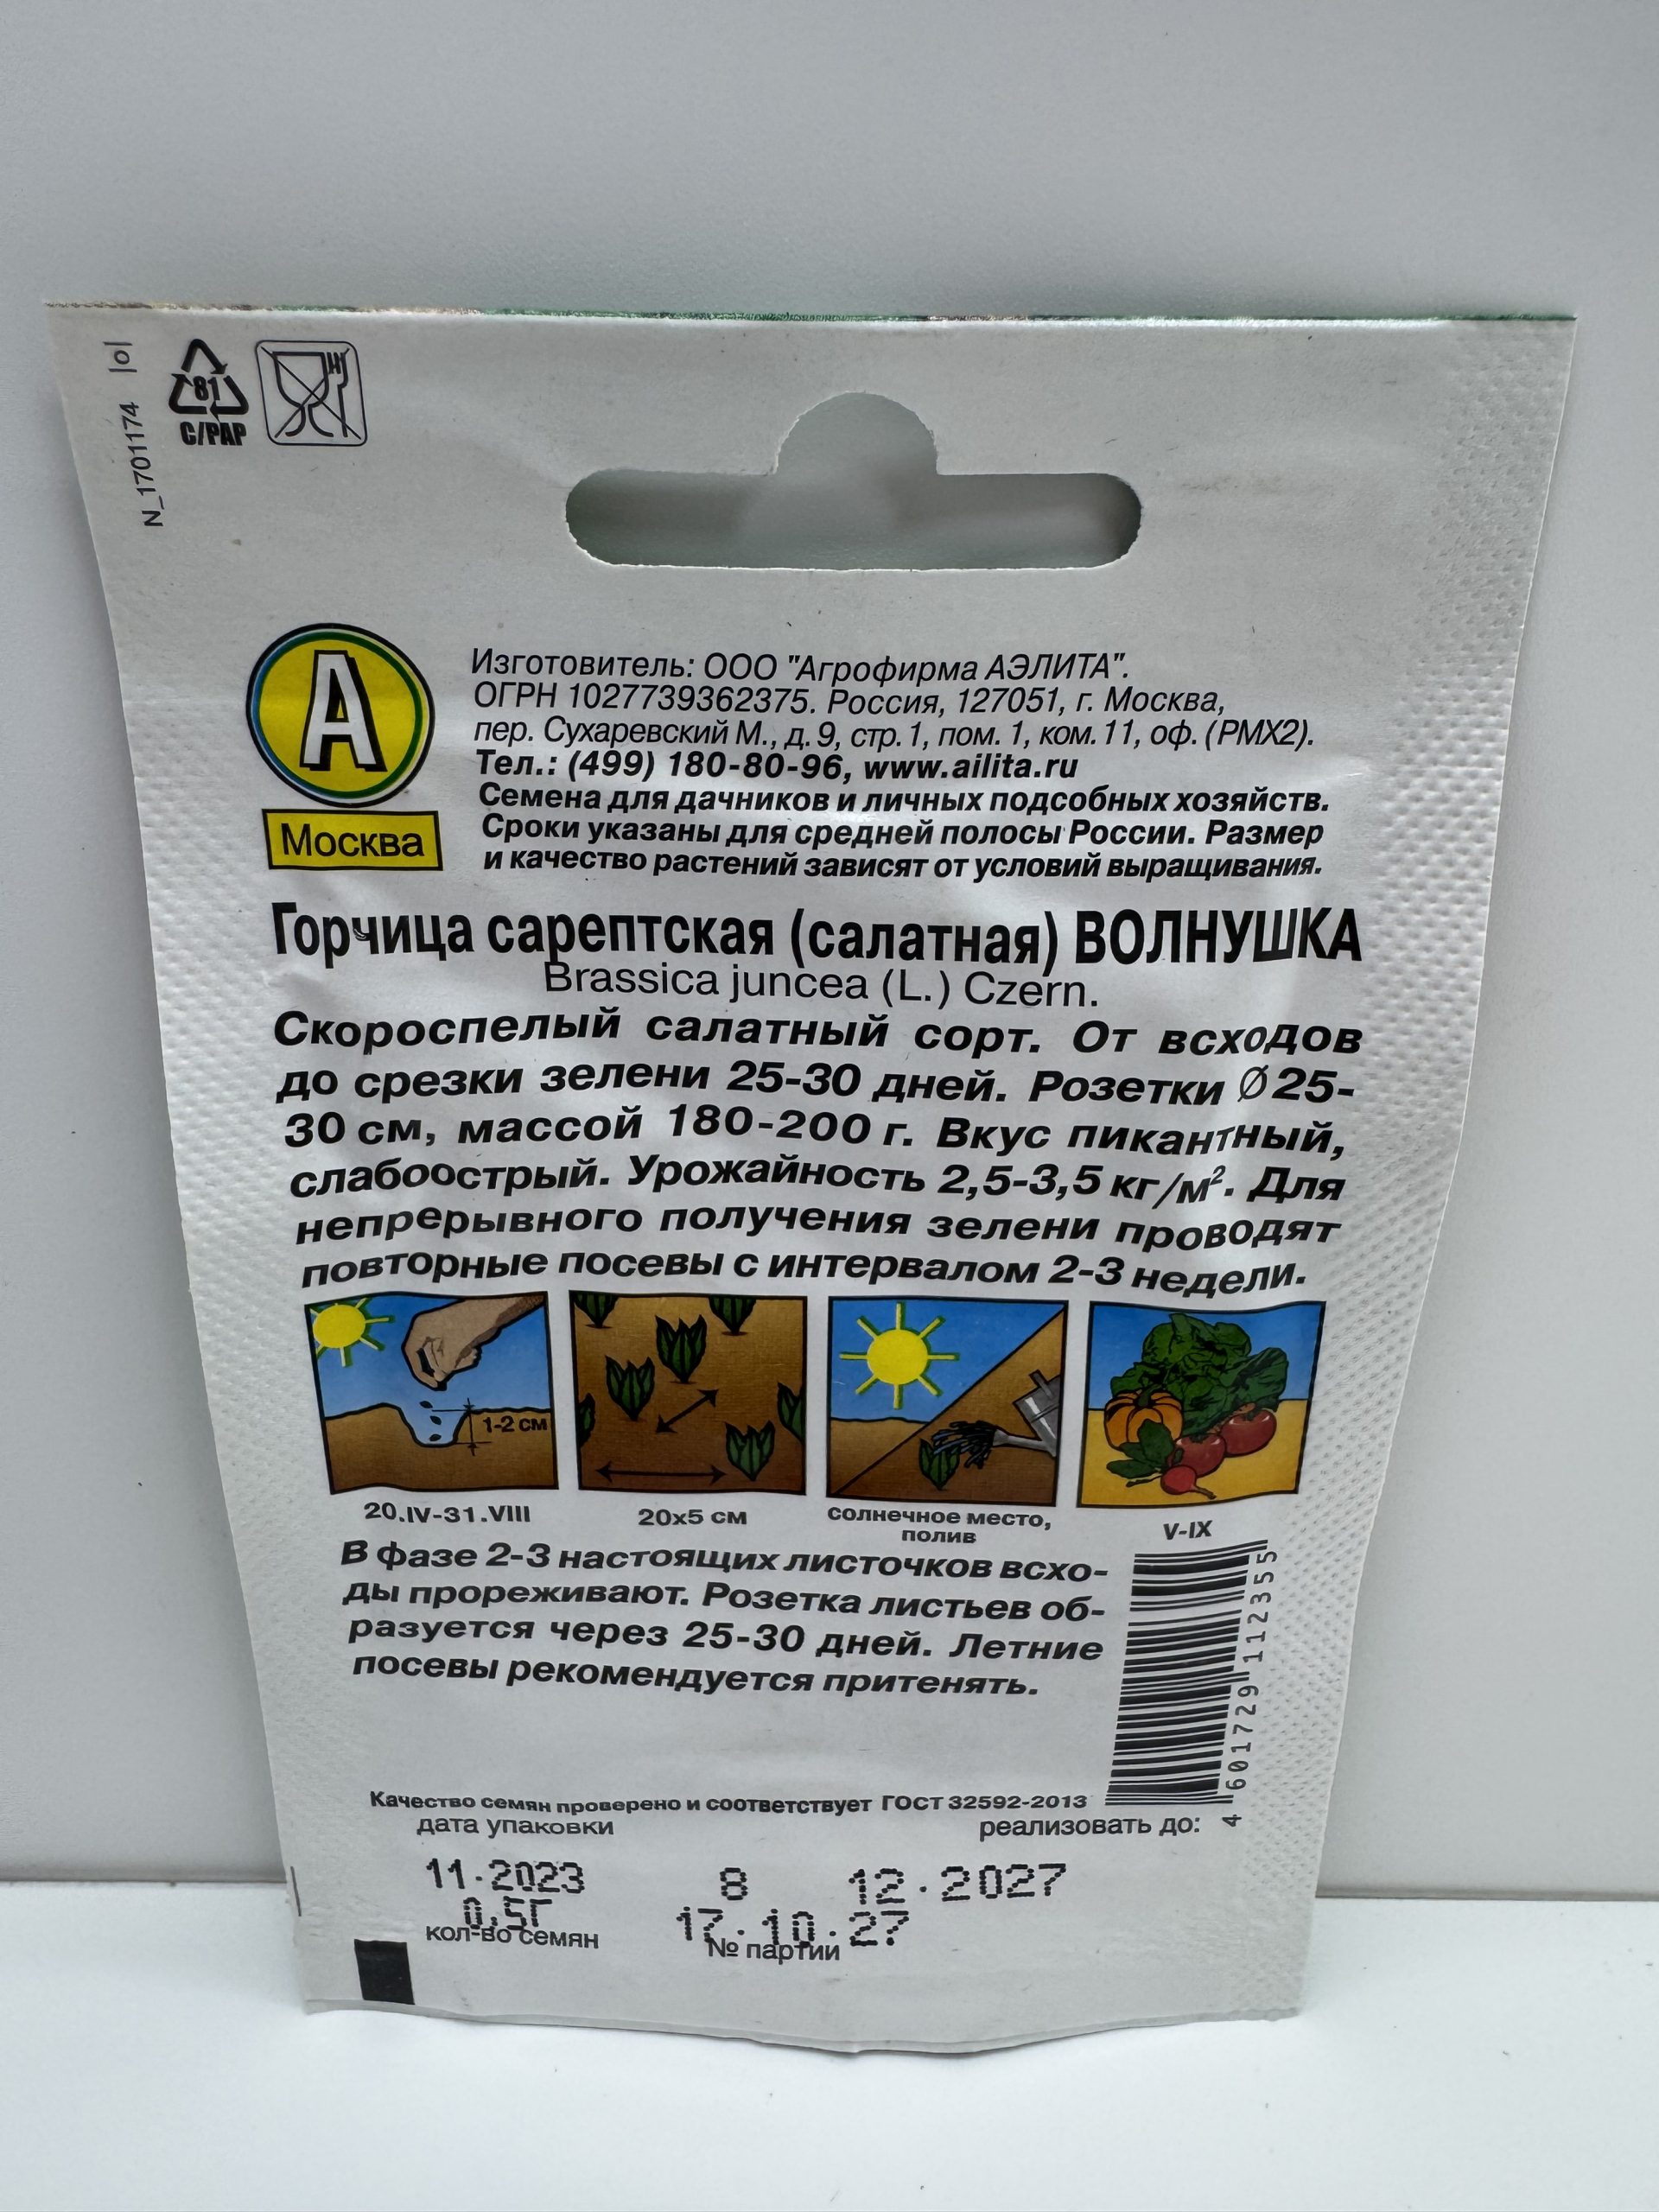 N_1701174 |o|
81
C/PAP
А
Москва
Изготовитель: ООО "Агрофирма АЭЛИТА".
ОГРН 1027739362375. Россия, 127051, г. Москва,
пер. Сухаревский М., д. 9, стр. 1, пом. 1, ком. 11, оф. (РМХ2).
Тел.: (499) 180-80-96, www.ailita.ru
Семена для дачников и личных подсобных хозяйств.
Сроки указаны для средней полосы России. Размер
и качество растений зависят от условий выращивания.
Горчица сарептская (салатная) ВОЛНУШКА
Brassica juncea (L.) Czern.
Скороспелый салатный сорт. От всходов
до срезки зелени 25-30 дней. Розетки Ø 25-
30 см, массой 180-200 г. Вкус пикантный,
слабоострый. Урожайность 2,5-3,5 кг/м². Для
непрерывного получения зелени проводят
повторные посевы с интервалом 2-3 недели.
1-2 см
20.IV-31.VIII
20x5 см
солнечное место,
полив
V-IX
В фазе 2-3 настоящих листочков всхо-
ды прореживают. Розетка листьев об-
разуется через 25-30 дней. Летние
посевы рекомендуется притенять.
4 601729 112355
Качество семян проверено и соответствует ГОСТ 32592-2013
дата упаковки
реализовать до:
11.2023 8 12.2027
0,5Г 17.10.27
кол-во семян
№ партии